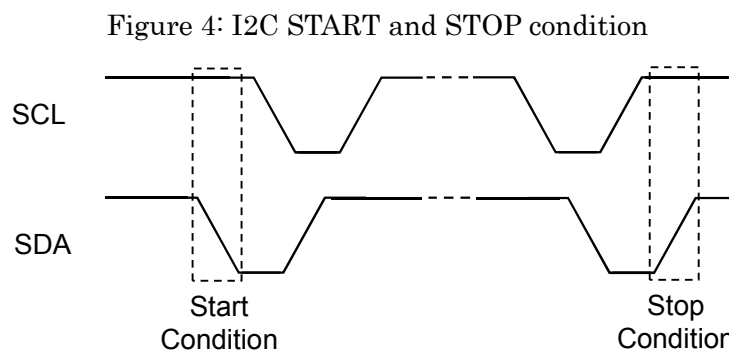 Figure 4: I2C START and STOP condition
SCL
SDA
Start
Condition
Stop
Condition